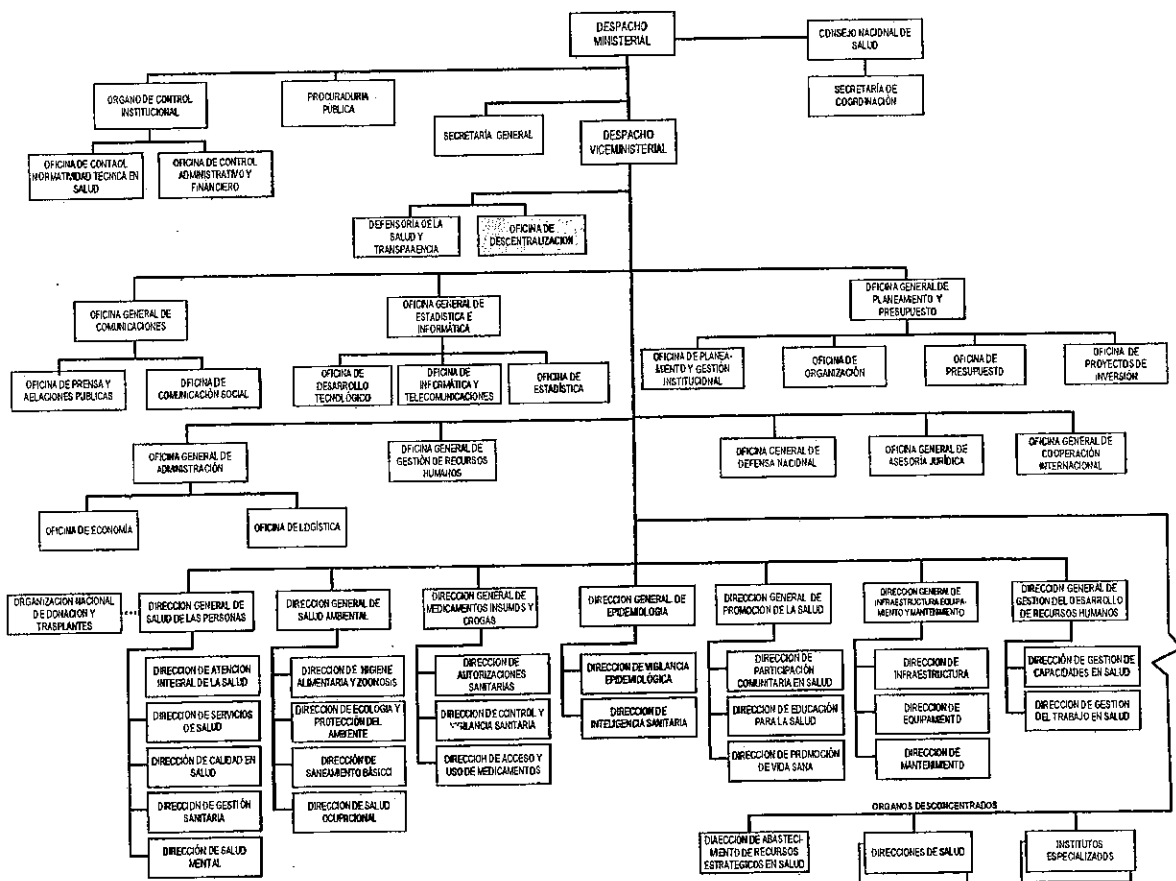 DESPACHO
MINISTERIAL
CONSEJO NACIONAL DE
SALUD
SECRETARÍA DE
COORDINACIÓN
ORGANO DE CONTROL
INSTITUCIONAL
PROCURADURIA
PUBLICA
SECRETARÍA GENERAL
DESPACHO
VICEMINISTERIAL
OFICINA DE CONTAOL
NORMATIVIDAD TÉCNICA EN
SALUD
OFICINA DE CONTROL
ADMINISTRATIVO Y
FINANCIERO
DEFENSORIA DE LA
SALUD Y
TRANSPAAENCIA
OFICINA DE
DESCENTRALIZACION
OFICINA GENERAL DE
COMUNICACIONES
OFICINA GENERAL DE
ESTADISTICA E
INFORMÁTICA
OFICINA GENERAL DE
PLANEAMIENTO Y
PRESUPUESTO
OFICINA DE PRENSA Y
AELACIONES PUBLICAS
OFICINA DE
COMUNICACIÓN SOCIAL
OFICINA DE
DESARROLLO
TECNOLÓGICO
OFICINA DE
INFORMÁTICA Y
TELECOMUNICACIONES
OFICINA DE
ESTADÍSTICA
OFICINA DE PLANEA-
MIENTO Y GESTIÓN
INSTITUCIONAL
OFICINA DE
ORGANIZACIÓN
OFICINA DE
PRESUPUESTO
OFICINA DE
PROYECTOS DE
INVERSIÓN
OFICINA GENERAL DE
ADMINISTRACIÓN
OFICINA GENERAL DE
GESTIÓN DE RECURSOS
HUMANOS
OFICINA GENERAL DE
DEFENSA NACIONAL
OFICINA GENERAL DE
ASESORÍA JURÍDICA
OFICINA GENERAL DE
COOPERACIÓN
INTERNACIONAL
OFICINA DE ECONOMÍA
OFICINA DE LOGÍSTICA
ORGANIZACION NACIONAL
DE DONACION Y
TRASPLANTES
DIRECCION GENERAL DE
SALUD DE LAS PERSONAS
DIRECCION GENERAL DE
SALUD AMBIENTAL
DIRECCION GENERAL DE
MEDICAMENTOS INSUMOS Y
CROGAS
DIRECCION GENERAL DE
EPIDEMIOLOGIA
DIRECCION GENERAL DE
PROMOCION DE LA SALUD
DIRECCION GENERAL DE
INFRAESTRUCTURA EQUIPA-
MIENTO Y MANTENIMIENTO
DIRECCION GENERAL DE
GESTION DEL DESARROLLO
DE RECURSOS HUMANOS
DIRECCION DE ATENCION
INTEGRAL DE LA SALUD
DIRECCION DE SERVICIOS
DE SALUD
DIRECCIÓN DE CALIDAD EN
SALUD
DIRECCION DE GESTIÓN
SANITARIA
DIRECCIÓN DE SALUD
MENTAL
DIRECCION DE HIGIENE
ALIMENTARIA Y ZOONOSIS
DIRECCION DE ECOLOGIA Y
PROTECCIÓN DEL
AMBIENTE
DIRECCIÓN DE
SANEAMIENTO BÁSICCI
DIRECCION DE SALUD
OCUPACIONAL
DIRECCION DE
AUTORIZACIONES
SANITARIAS
DIRECCION DE CONTROL Y
VIGILANCIA SANITARIA
DIRECCION DE ACCESO Y
USO DE MEDICAMENTOS
DIRECCION DE VIGILANCIA
EPIDEMIOLÓGICA
DIRECCION DE
INTELIGENCIA SANITARIA
DIRECCION DE
PARTICIPACIÓN
COMUNITARIA EN SALUD
DIRECCION DE EDUCACIÓN
PARA LA SALUD
DIRECCION DE PROMOCIÓN
DE VIDA SANA
DIRECCION DE
INFRAESTRUCTURA
DIRECCION DE
EQUIPAMIENTO
DIRECCION DE
MANTENIMIENTO
DIRECCIÓN DE GESTION DE
CAPACIDADES EN SALUD
DIRECCION DE GESTION
DEL TRABAJO EN SALUD
ORGANOS DESCONCENTRADOS
DIAECCION DE ABASTECI-
MIENTO DE RECURSOS
ESTRATEGICOS EN SALUD
DIRECCIONES DE SALUD
INSTITUTOS
ESPECIALIZADOS